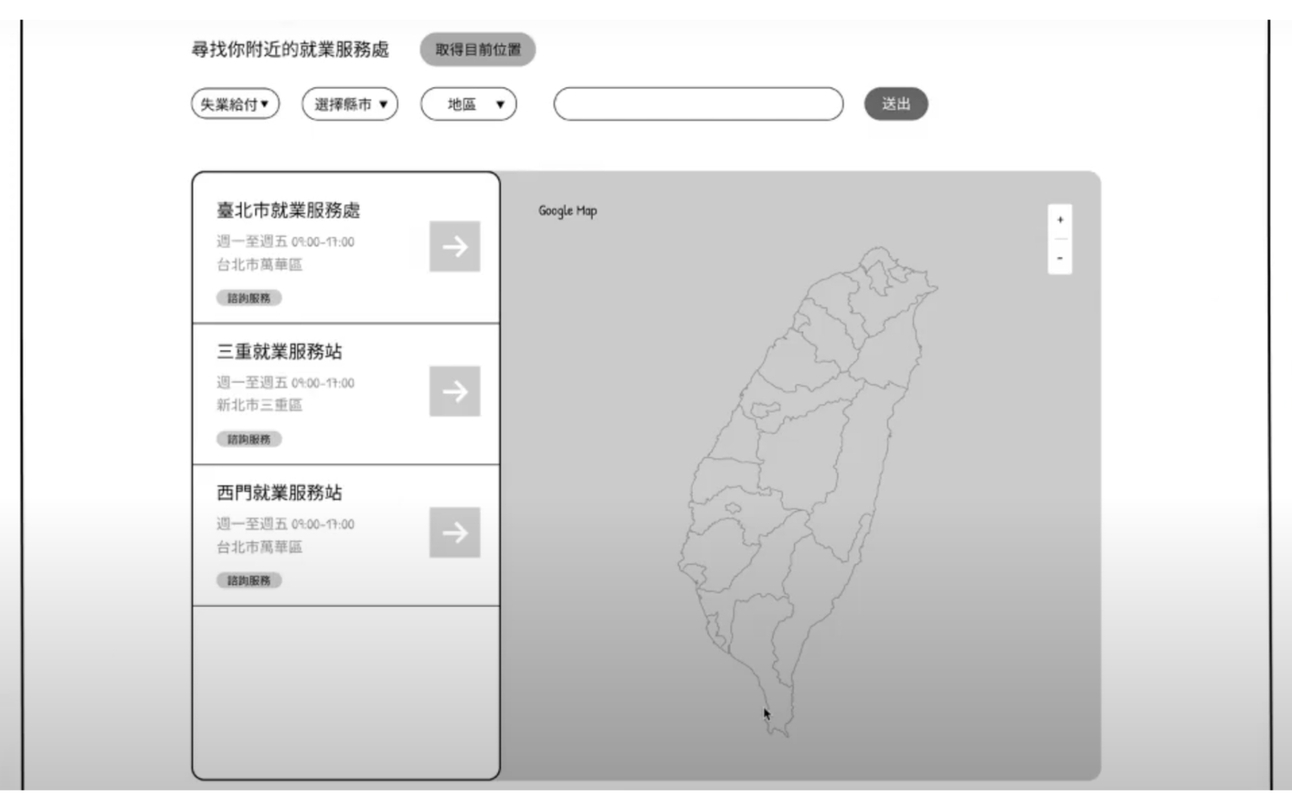 尋找你附近的就業服務處 取得目前位置
失業給付▼ 選擇縣市 ▼ 地區 ▼ 送出
臺北市就業服務處
週一至週五 09:00-17:00
台北市萬華區
諮詢服務
三重就業服務站
週一至週五 09:00-17:00
新北市三重區
諮詢服務
西門就業服務站
週一至週五 09:00-17:00
台北市萬華區
諮詢服務
Google Map
+
-